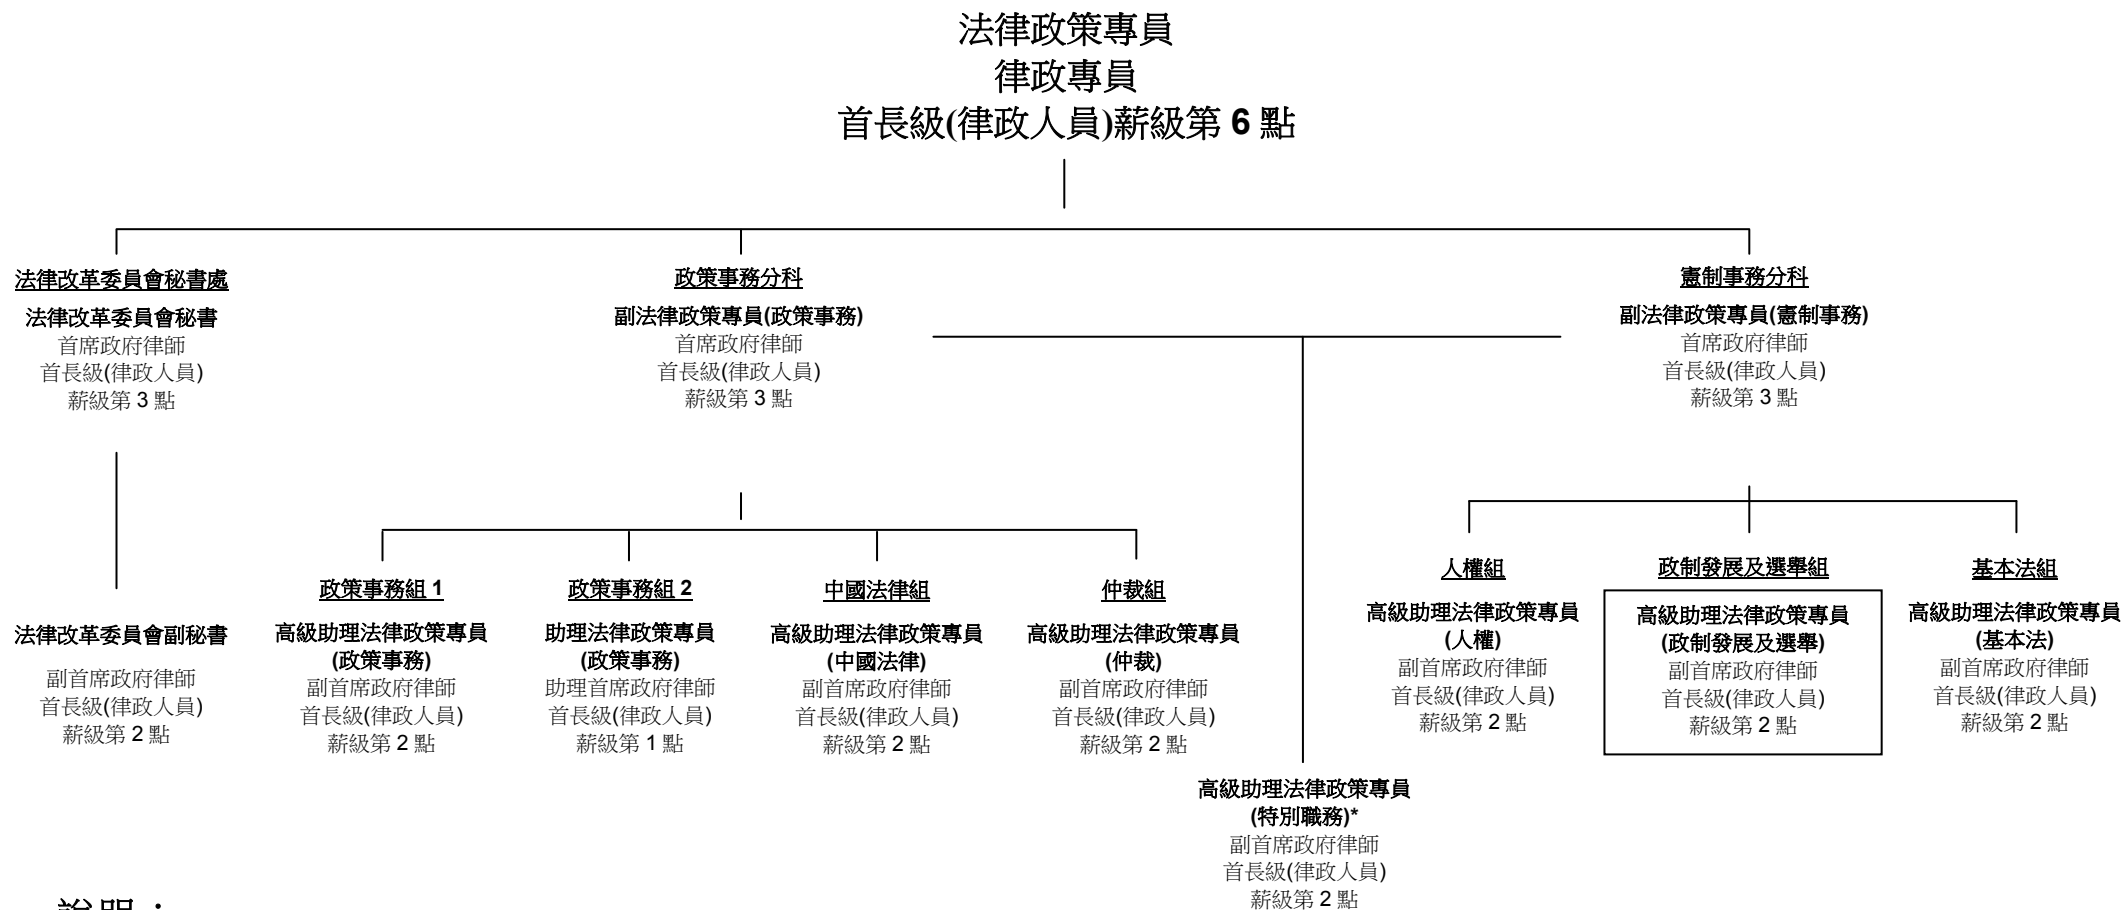 法律政策專員
律政專員
首長級(律政人員)薪級第 6 點
法律改革委員會秘書處
法律改革委員會秘書
首席政府律師
首長級(律政人員)
薪級第 3 點
政策事務分科
副法律政策專員(政策事務)
首席政府律師
首長級(律政人員)
薪級第 3 點
憲制事務分科
副法律政策專員(憲制事務)
首席政府律師
首長級(律政人員)
薪級第 3 點
法律改革委員會副秘書
副首席政府律師
首長級(律政人員)
薪級第 2 點
政策事務組 1
高級助理法律政策專員
(政策事務)
副首席政府律師
首長級(律政人員)
薪級第 2 點
政策事務組 2
助理法律政策專員
(政策事務)
助理首席政府律師
首長級(律政人員)
薪級第 1 點
中國法律組
高級助理法律政策專員
(中國法律)
副首席政府律師
首長級(律政人員)
薪級第 2 點
仲裁組
高級助理法律政策專員
(仲裁)
副首席政府律師
首長級(律政人員)
薪級第 2 點
高級助理法律政策專員
(特別職務)*
副首席政府律師
首長級(律政人員)
薪級第 2 點
人權組
高級助理法律政策專員
(人權)
副首席政府律師
首長級(律政人員)
薪級第 2 點
政制發展及選舉組
高級助理法律政策專員
(政制發展及選舉)
副首席政府律師
首長級(律政人員)
薪級第 2 點
基本法組
高級助理法律政策專員
(基本法)
副首席政府律師
首長級(律政人員)
薪級第 2 點
說明：